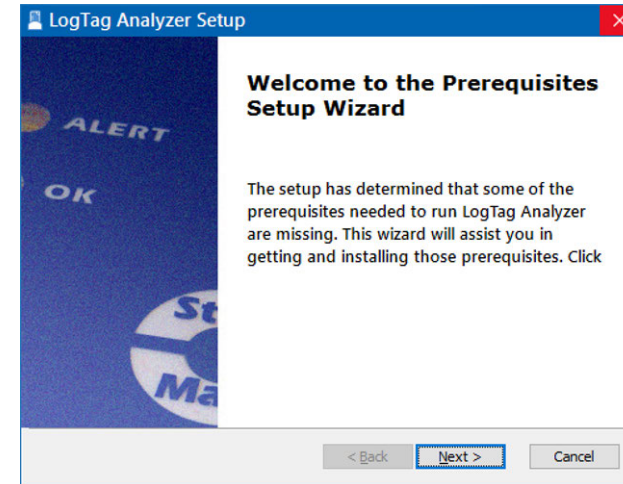 LogTag Analyzer Setup
ALERT
OK
St
Ma
Welcome to the Prerequisites
Setup Wizard
The setup has determined that some of the
prerequisites needed to run LogTag Analyzer
are missing. This wizard will assist you in
getting and installing those prerequisites. Click
< Back
Next >
Cancel